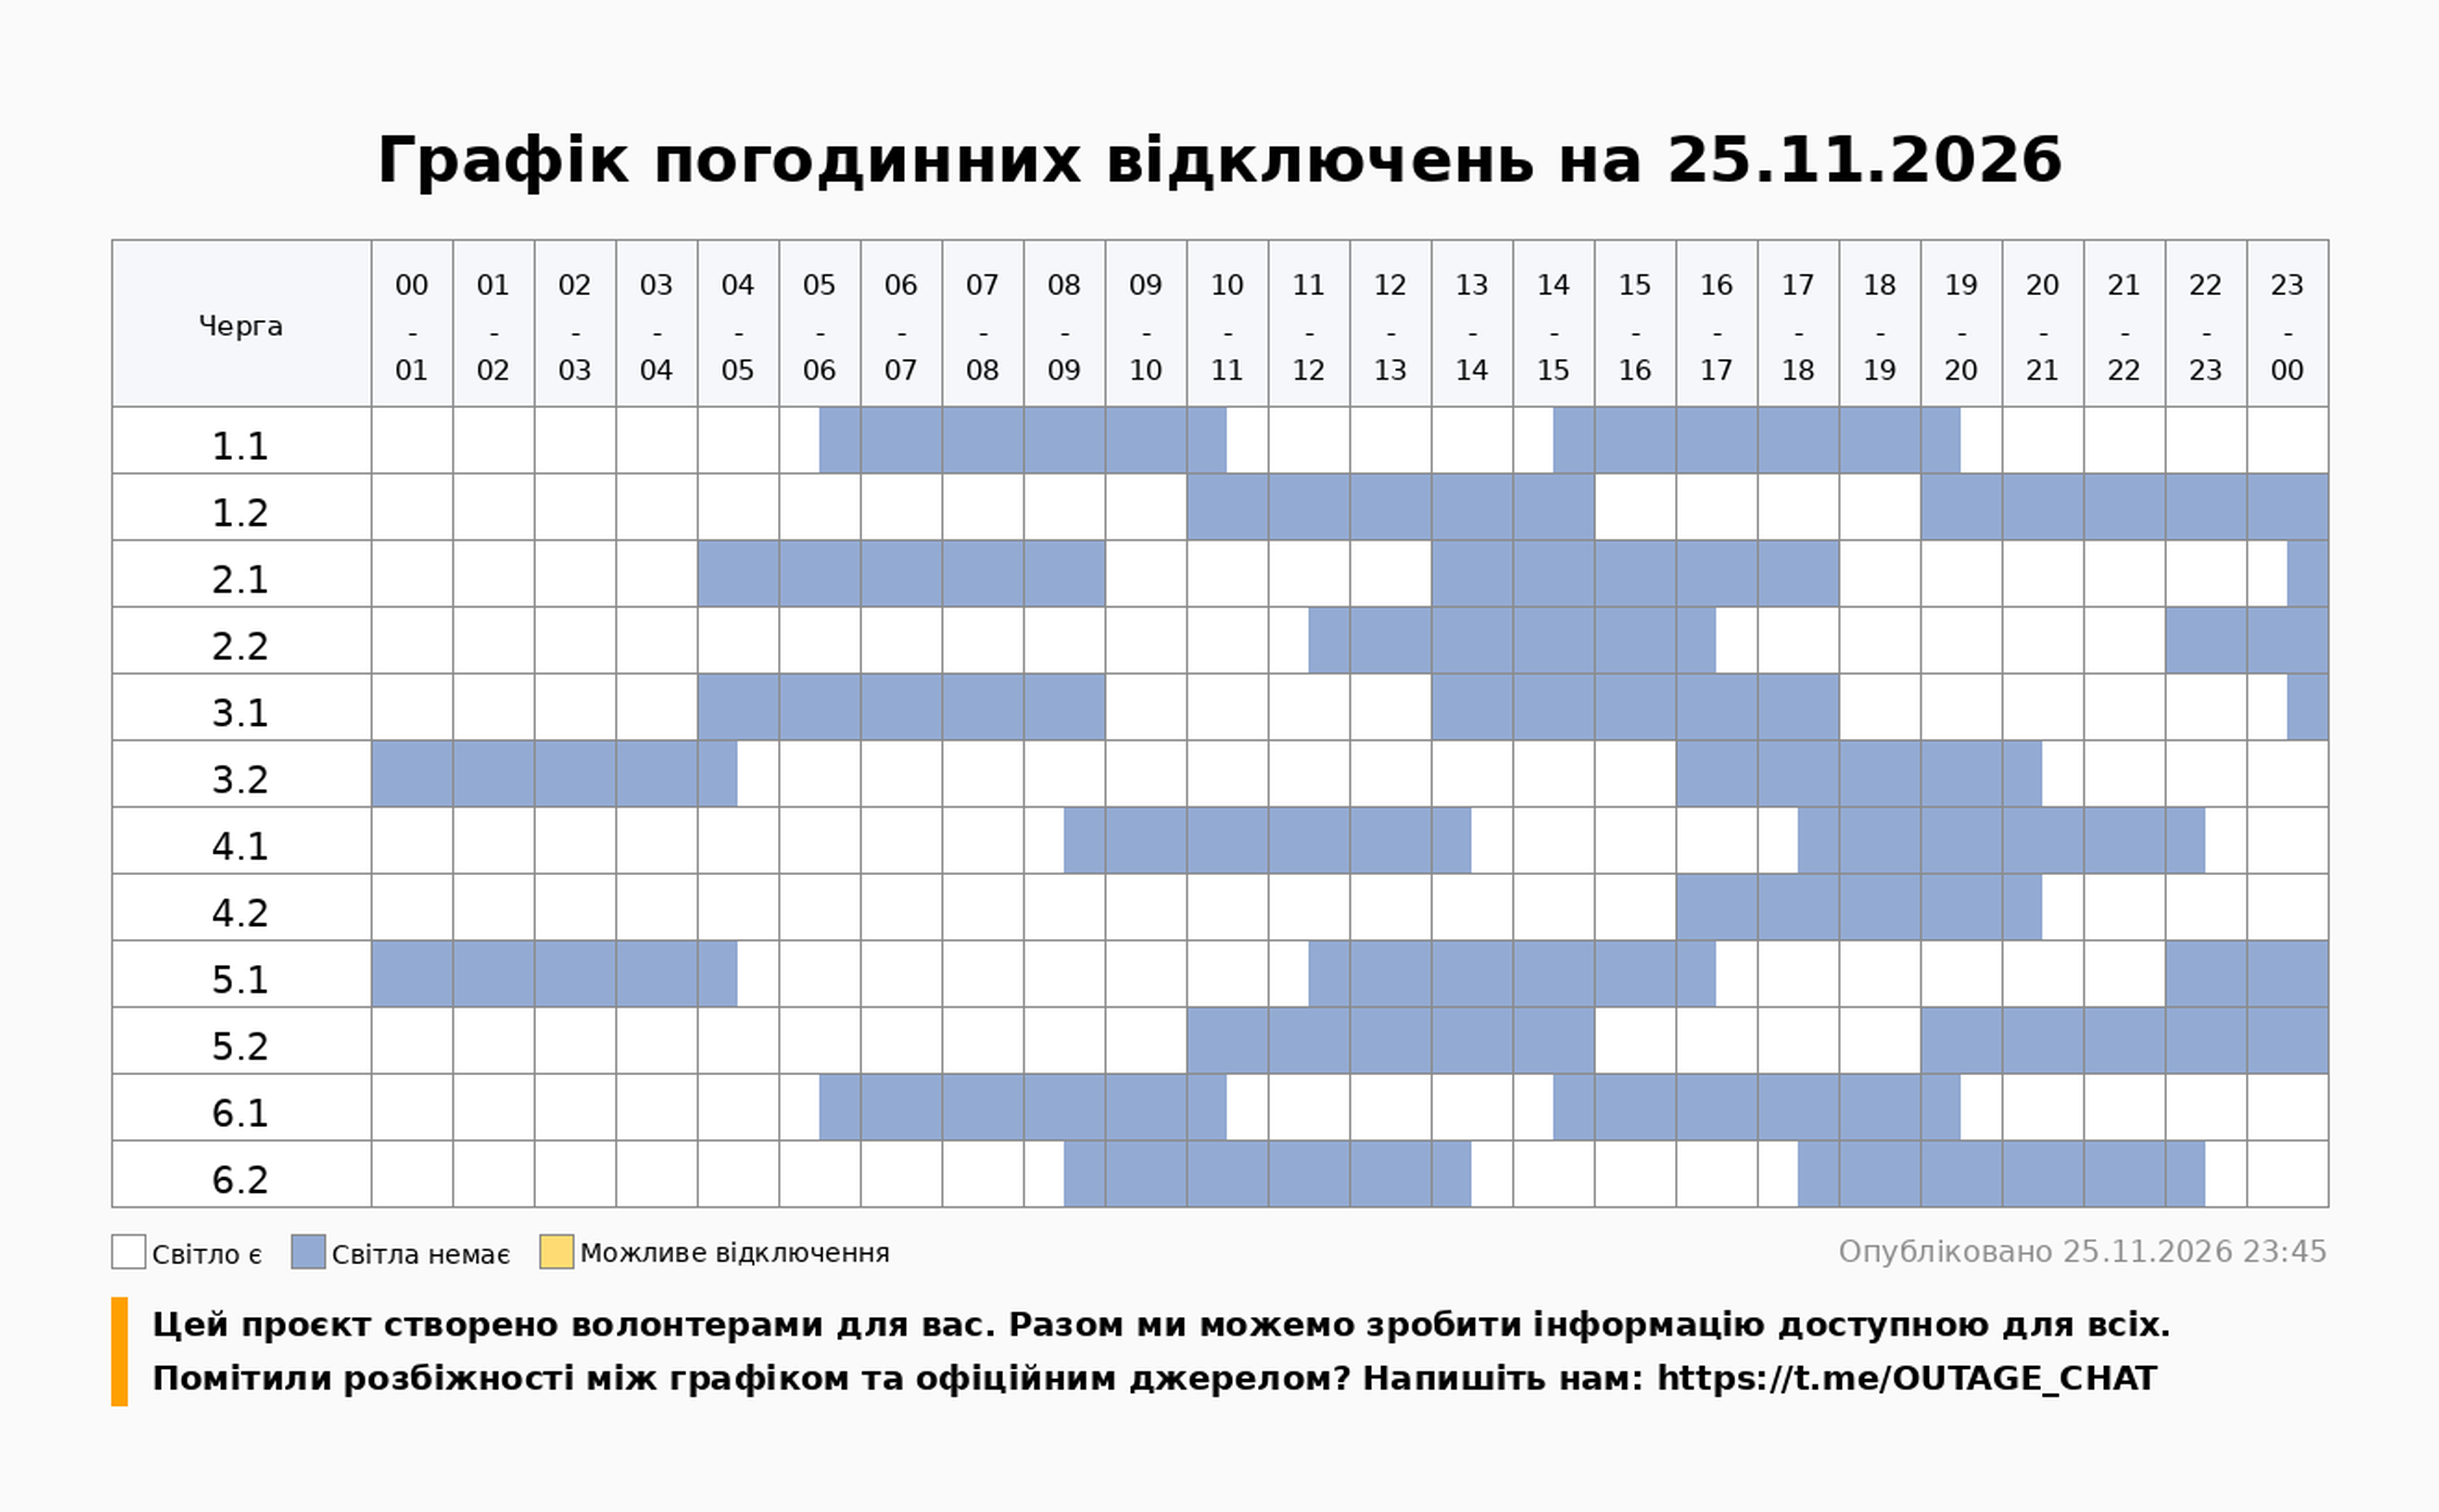 Графік погодинних відключень на 25.11.2026
Черга
00 - 01
01 - 02
02 - 03
03 - 04
04 - 05
05 - 06
06 - 07
07 - 08
08 - 09
09 - 10
10 - 11
11 - 12
12 - 13
13 - 14
14 - 15
15 - 16
16 - 17
17 - 18
18 - 19
19 - 20
20 - 21
21 - 22
22 - 23
23 - 00
1.1
1.2
2.1
2.2
3.1
3.2
4.1
4.2
5.1
5.2
6.1
6.2
Світло є
Світла немає
Можливе відключення
Опубліковано 25.11.2026 23:45
Цей проєкт створено волонтерами для вас. Разом ми можемо зробити інформацію доступною для всіх.
Помітили розбіжності між графіком та офіційним джерелом? Напишіть нам: https://t.me/OUTAGE_CHAT